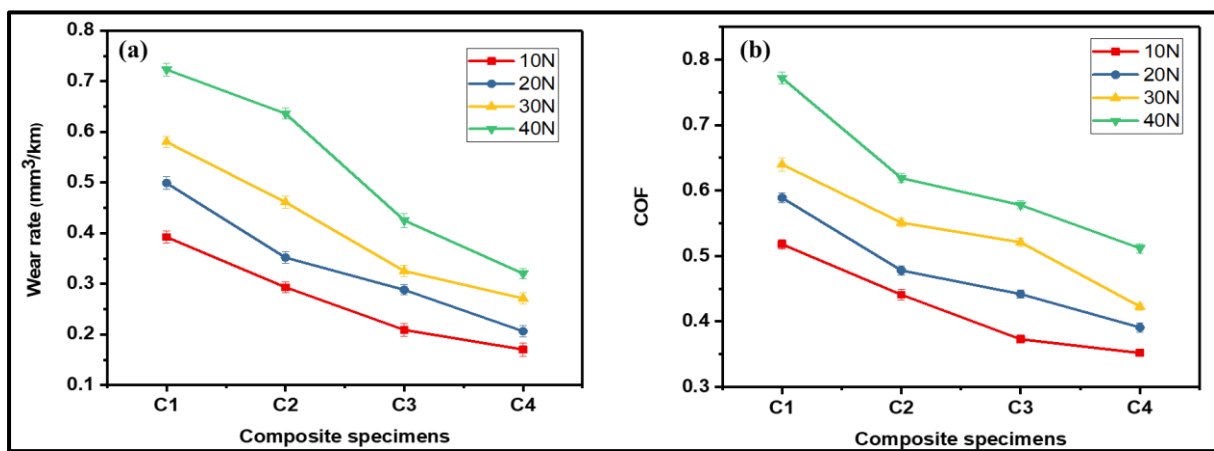 (a)
Wear rate (mm³/km)
0.8
0.7
0.6
0.5
0.4
0.3
0.2
0.1
10N
20N
30N
40N
C1 C2 C3 C4
Composite specimens
(b)
COF
0.8
0.7
0.6
0.5
0.4
0.3
10N
20N
30N
40N
C1 C2 C3 C4
Composite specimens